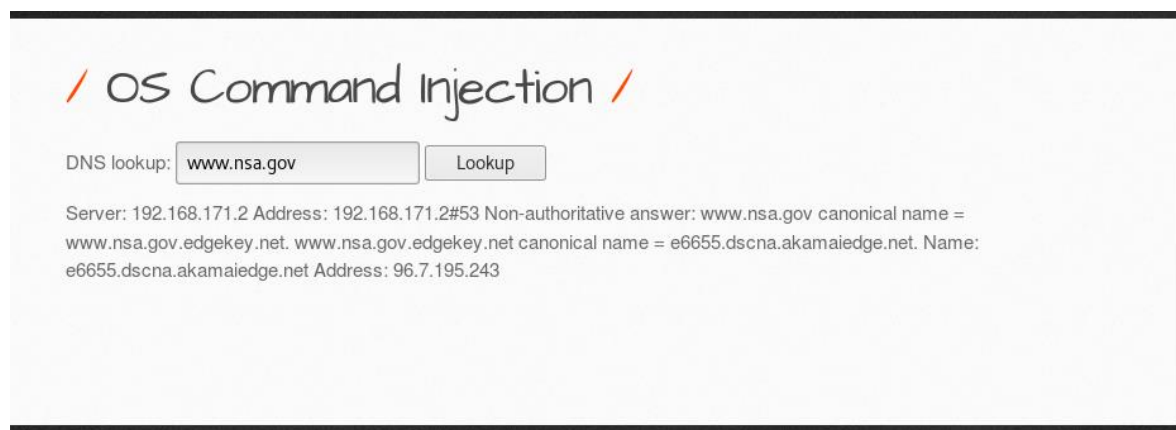 / OS Command Injection /
DNS lookup: www.nsa.gov Lookup
Server: 192.168.171.2 Address: 192.168.171.2#53 Non-authoritative answer: www.nsa.gov canonical name =
www.nsa.gov.edgekey.net. www.nsa.gov.edgekey.net canonical name = e6655.dscna.akamaiedge.net. Name:
e6655.dscna.akamaiedge.net Address: 96.7.195.243